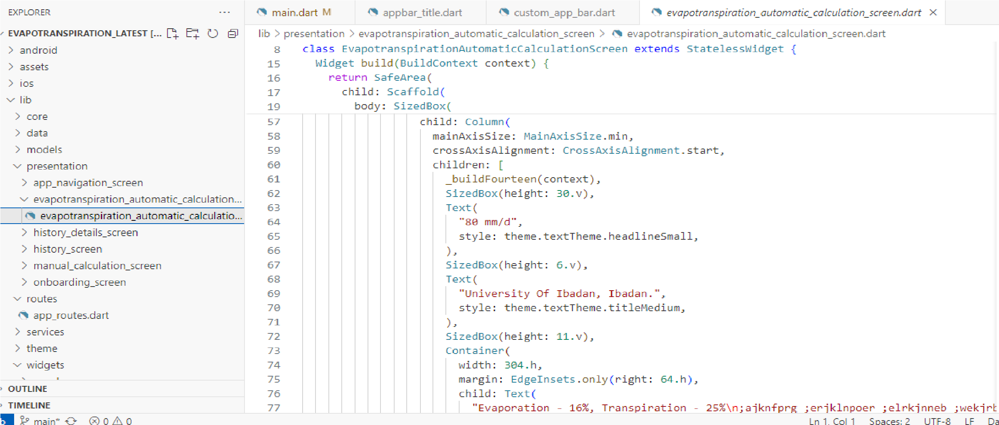 EXPLORER ...
EVAPOTRANSPIRATION_LATEST [...
android
assets
ios
lib
core
data
models
presentation
app_navigation_screen
evapotranspiration_automatic_calculation...
evapotranspiration_automatic_calculatio...
history_details_screen
history_screen
manual_calculation_screen
onboarding_screen
routes
app_routes.dart
services
theme
widgets
OUTLINE
TIMELINE
main.dart M appbar_title.dart custom_app_bar.dart evapotranspiration_automatic_calculation_screen.dart
lib > presentation > evapotranspiration_automatic_calculation_screen > evapotranspiration_automatic_calculation_screen.dart
8 class EvapotranspirationAutomaticCalculationScreen extends StatelessWidget {
15 Widget build(BuildContext context) {
16 return SafeArea(
17 child: Scaffold(
19 body: SizedBox(
57 child: Column(
58 mainAxisSize: MainAxisSize.min,
59 crossAxisAlignment: CrossAxisAlignment.start,
60 children: [
61 _buildFourteen(context),
62 SizedBox(height: 30.v),
63 Text(
64 "80 mm/d",
65 style: theme.textTheme.headlineSmall,
66 ),
67 SizedBox(height: 6.v),
68 Text(
69 "University Of Ibadan, Ibadan.",
70 style: theme.textTheme.titleMedium,
71 ),
72 SizedBox(height: 11.v),
73 Container(
74 width: 304.h,
75 margin: EdgeInsets.only(right: 64.h),
76 child: Text(
77 "Evaporation - 16%, Transpiration - 25%\n;ajknfprg ;erjklnpoer ;elrkjnneb ;wekjrb
main* 0 0 Ln 1, Col 1 Spaces: 2 UTF-8 LF Da